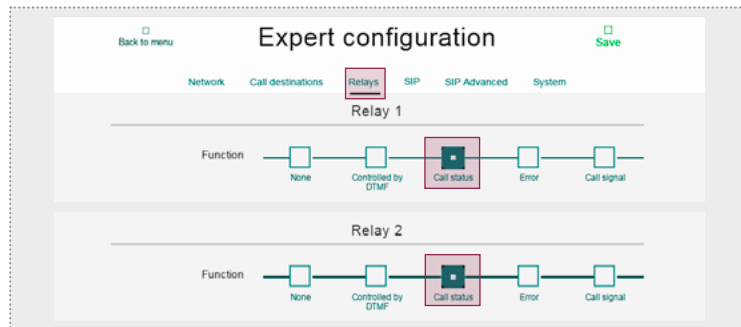 Back to menu
Expert configuration
Save
Network Call destinations Relays SIP SIP Advanced System
Relay 1
Function
None Controlled by DTMF Call status Error Call signal
Relay 2
Function
None Controlled by DTMF Call status Error Call signal